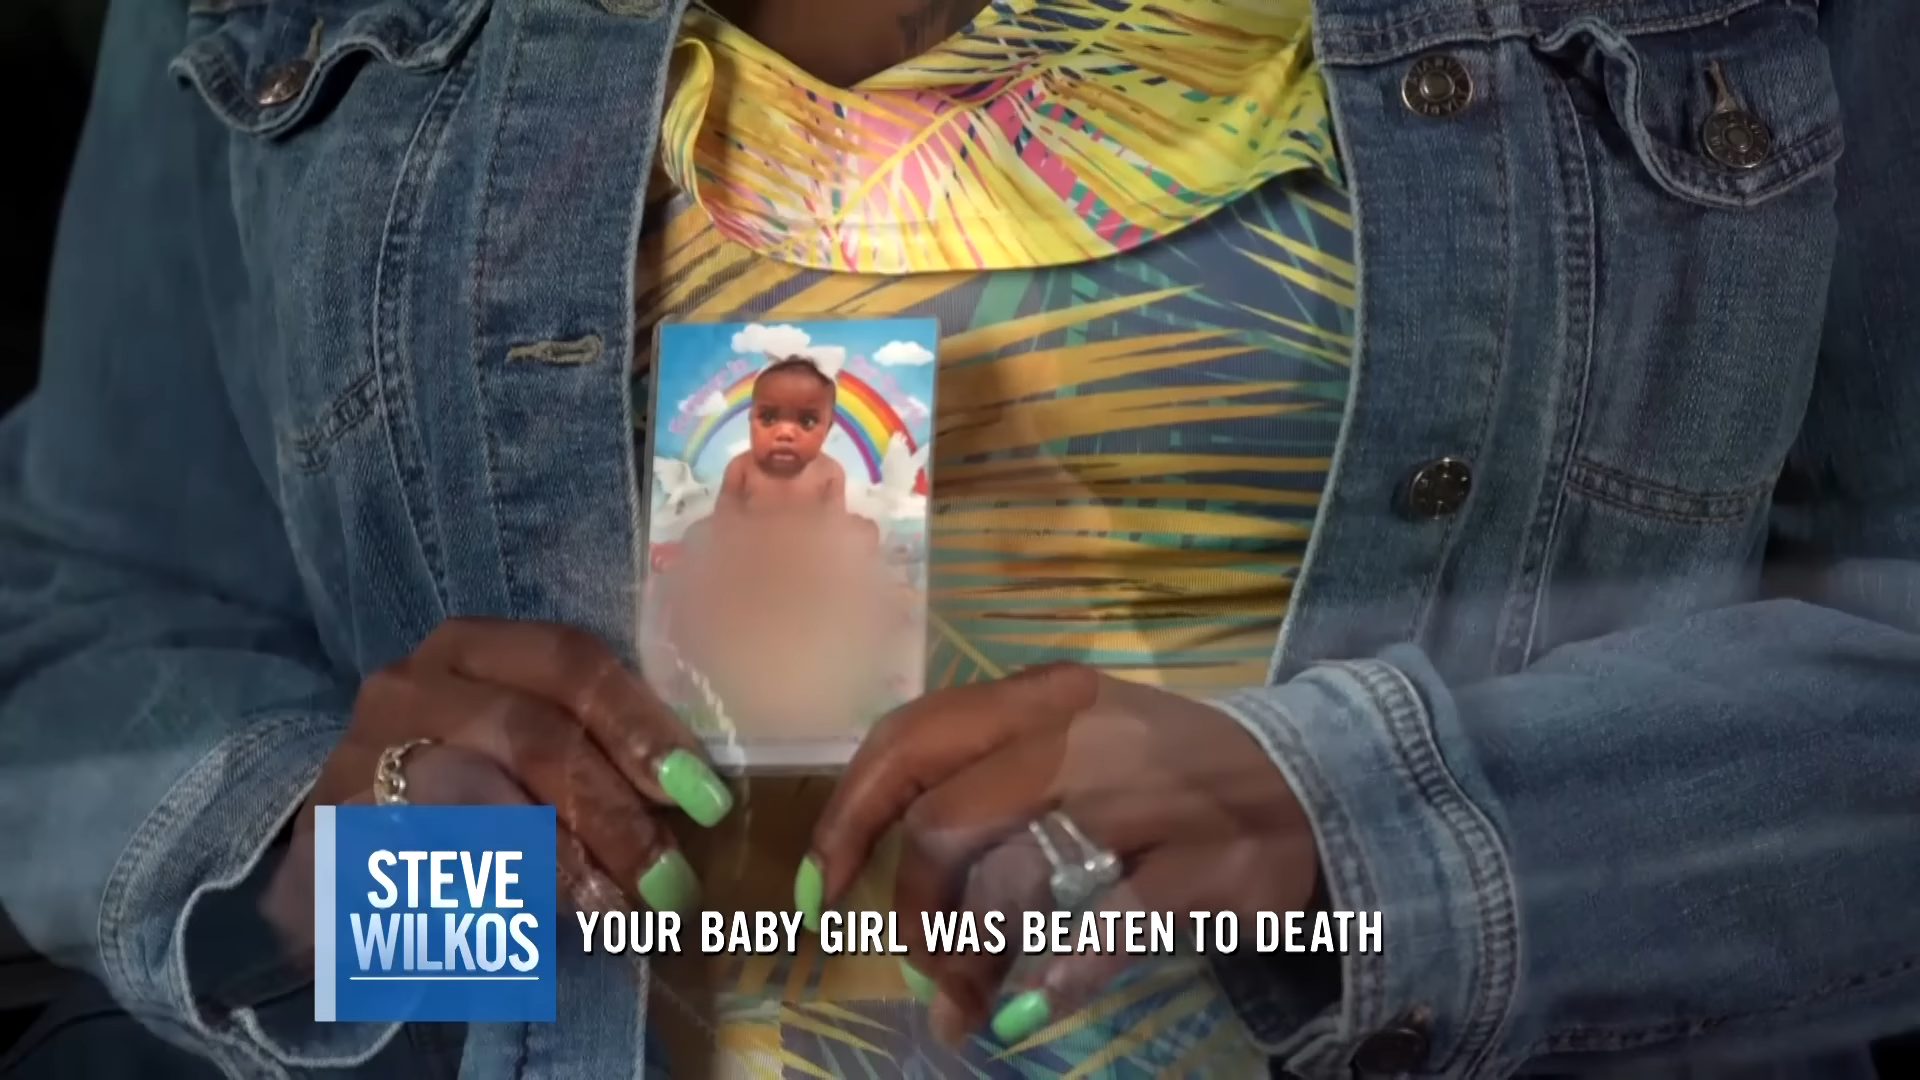 STEVE
WILKOS
YOUR BABY GIRL WAS BEATEN TO DEATH